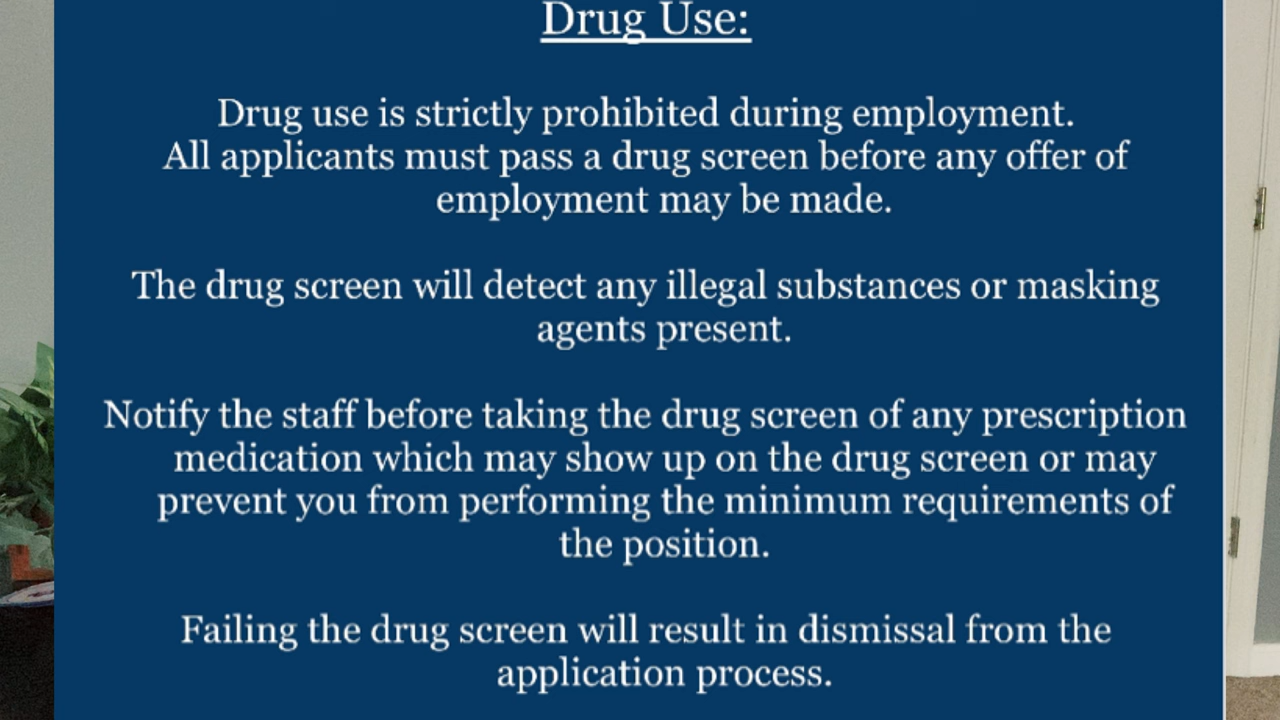 Drug Use:
Drug use is strictly prohibited during employment.
All applicants must pass a drug screen before any offer of
employment may be made.
The drug screen will detect any illegal substances or masking
agents present.
Notify the staff before taking the drug screen of any prescription
medication which may show up on the drug screen or may
prevent you from performing the minimum requirements of
the position.
Failing the drug screen will result in dismissal from the
application process.